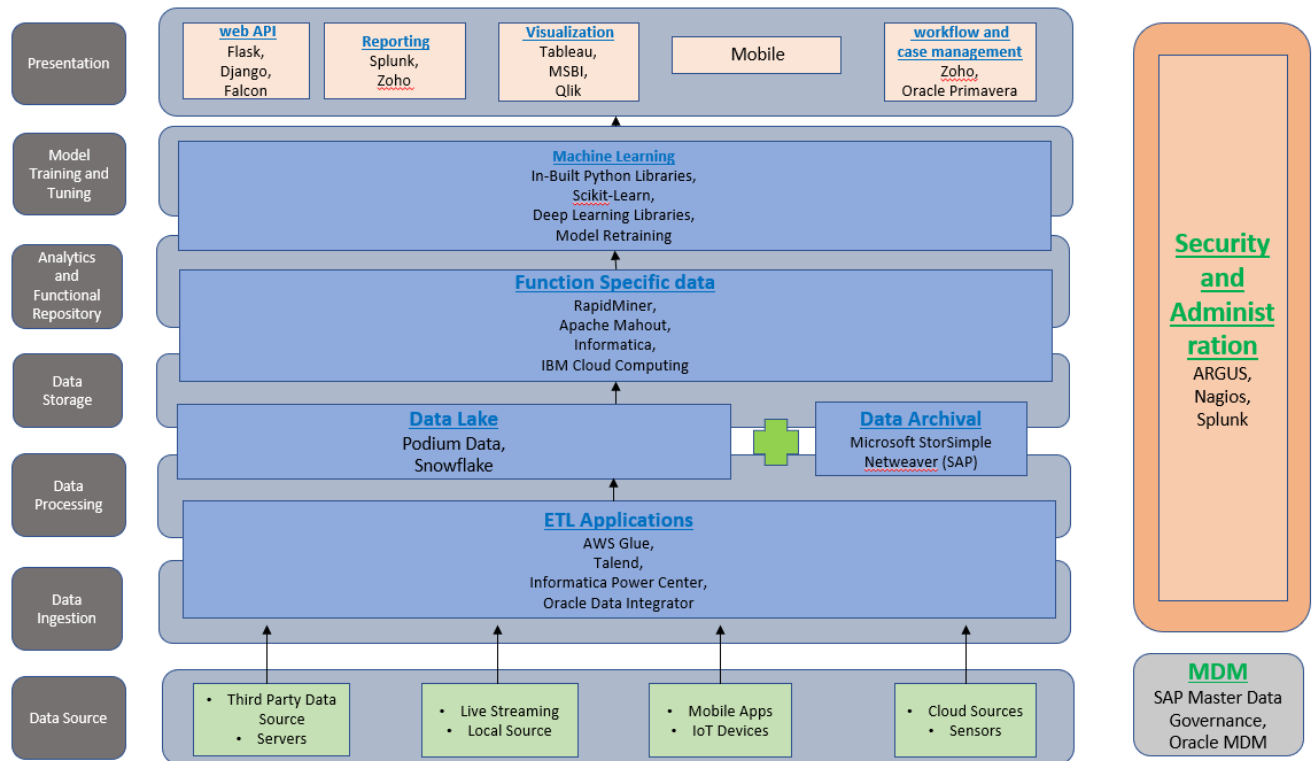 Presentation
web API
Flask,
Django,
Falcon
Reporting
Splunk,
Zoho
Visualization
Tableau,
MSBI,
Qlik
Mobile
workflow and
case management
Zoho,
Oracle Primavera
Model
Training and
Tuning
Machine Learning
In-Built Python Libraries,
Scikit-Learn,
Deep Learning Libraries,
Model Retraining
Analytics
and
Functional
Repository
Function Specific data
RapidMiner,
Apache Mahout,
Informatica,
IBM Cloud Computing
Data
Storage
Data Lake
Podium Data,
Snowflake
Data Archival
Microsoft StorSimple
Netweaver (SAP)
Data
Processing
ETL Applications
AWS Glue,
Talend,
Informatica Power Center,
Oracle Data Integrator
Data
Ingestion
Data Source
• Third Party Data
Source
• Servers
• Live Streaming
• Local Source
• Mobile Apps
• IoT Devices
• Cloud Sources
• Sensors
Security
and
Administ
ration
ARGUS,
Nagios,
Splunk
MDM
SAP Master Data
Governance,
Oracle MDM